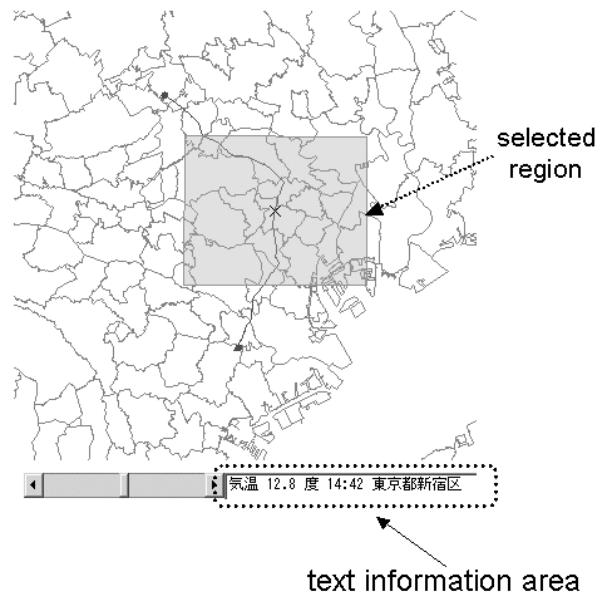 selected
region
気温 12.8 度 14:42 東京都新宿区
text information area